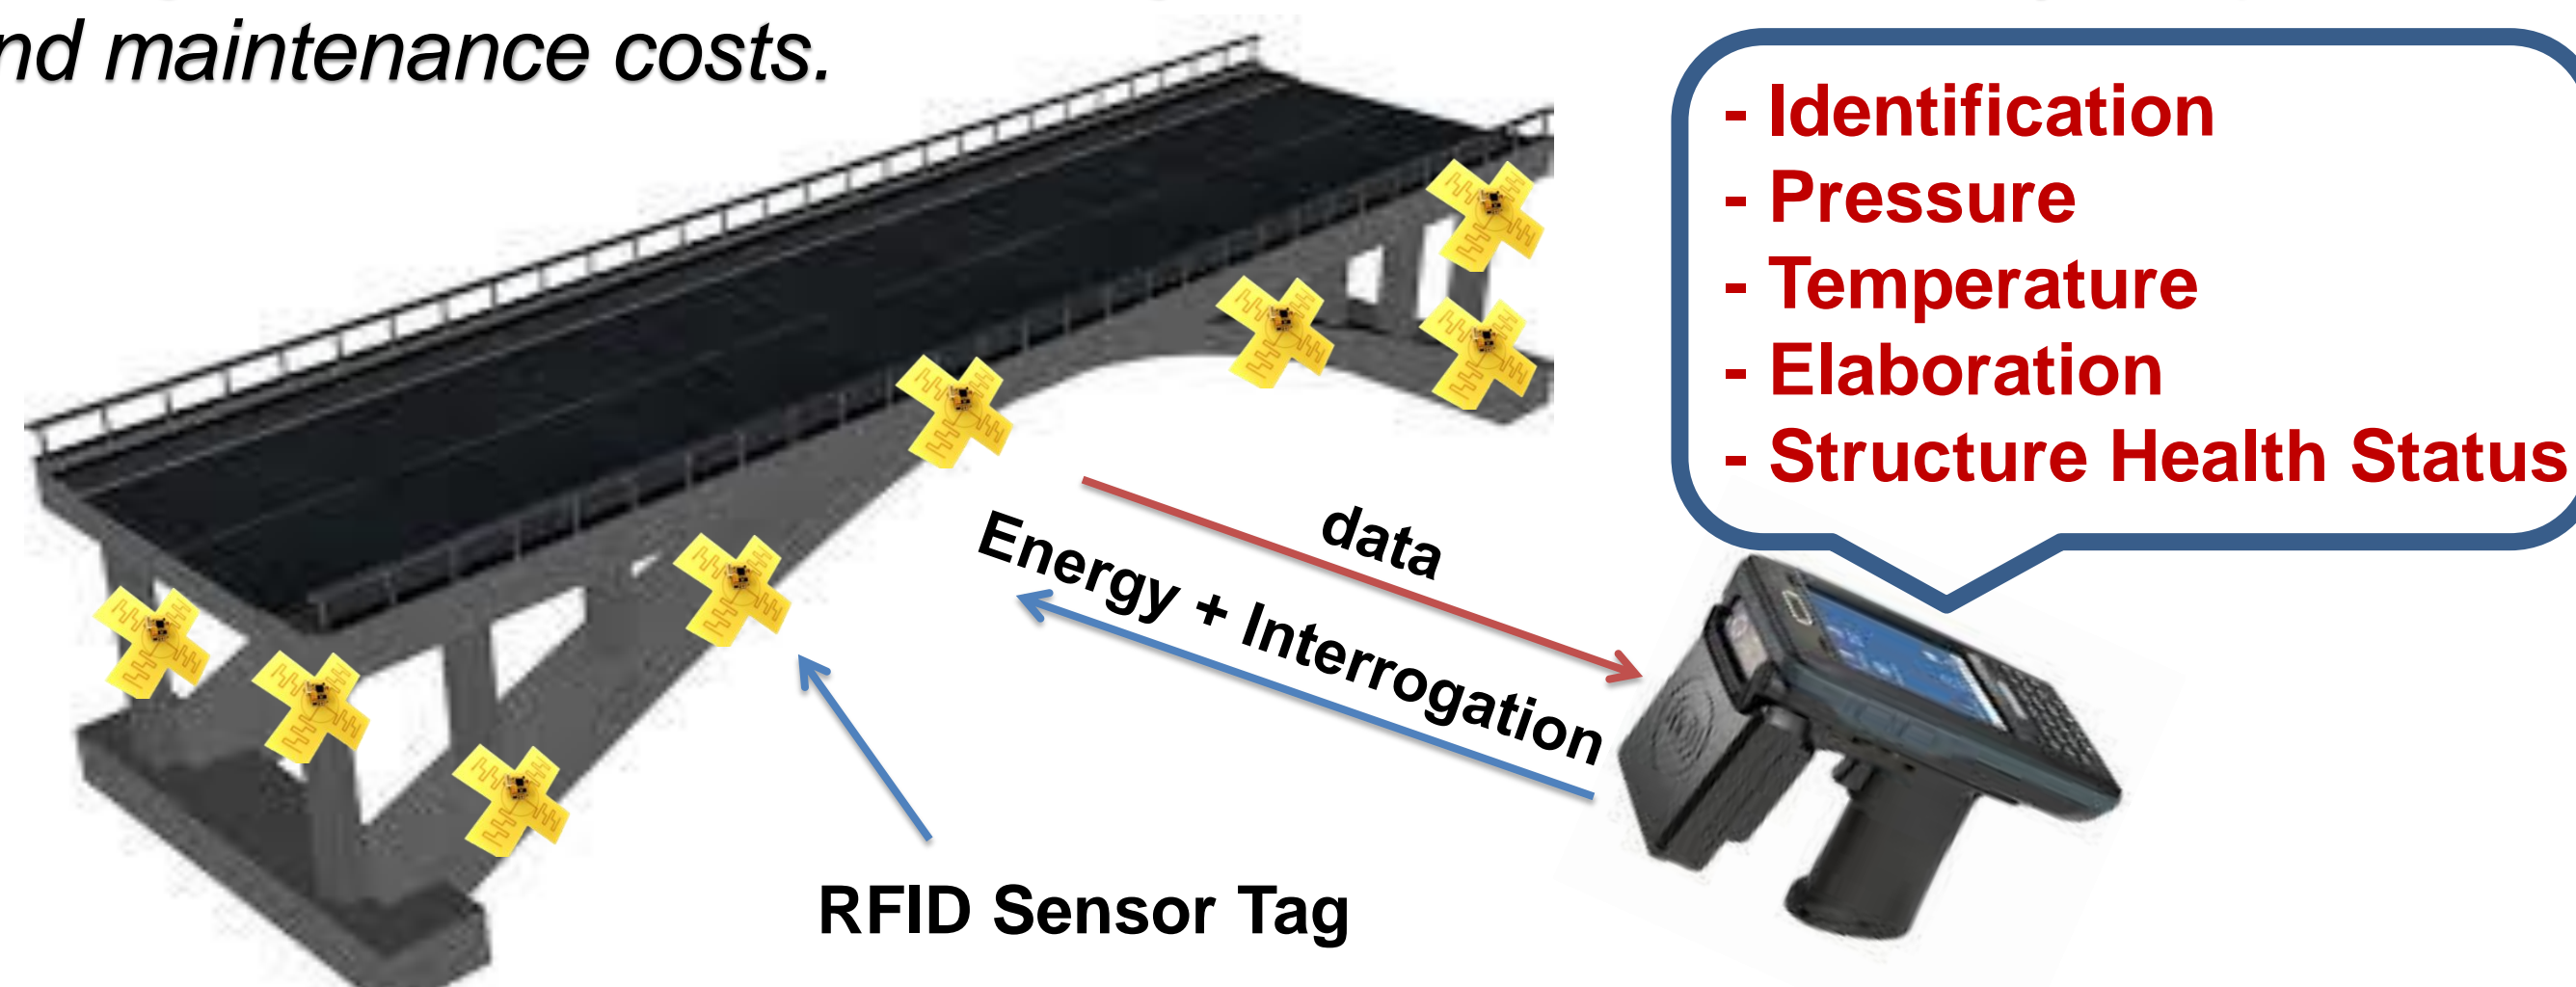 nd maintenance costs.
- Identification
- Pressure
- Temperature
- Elaboration
- Structure Health Status
data
Energy + Interrogation
RFID Sensor Tag